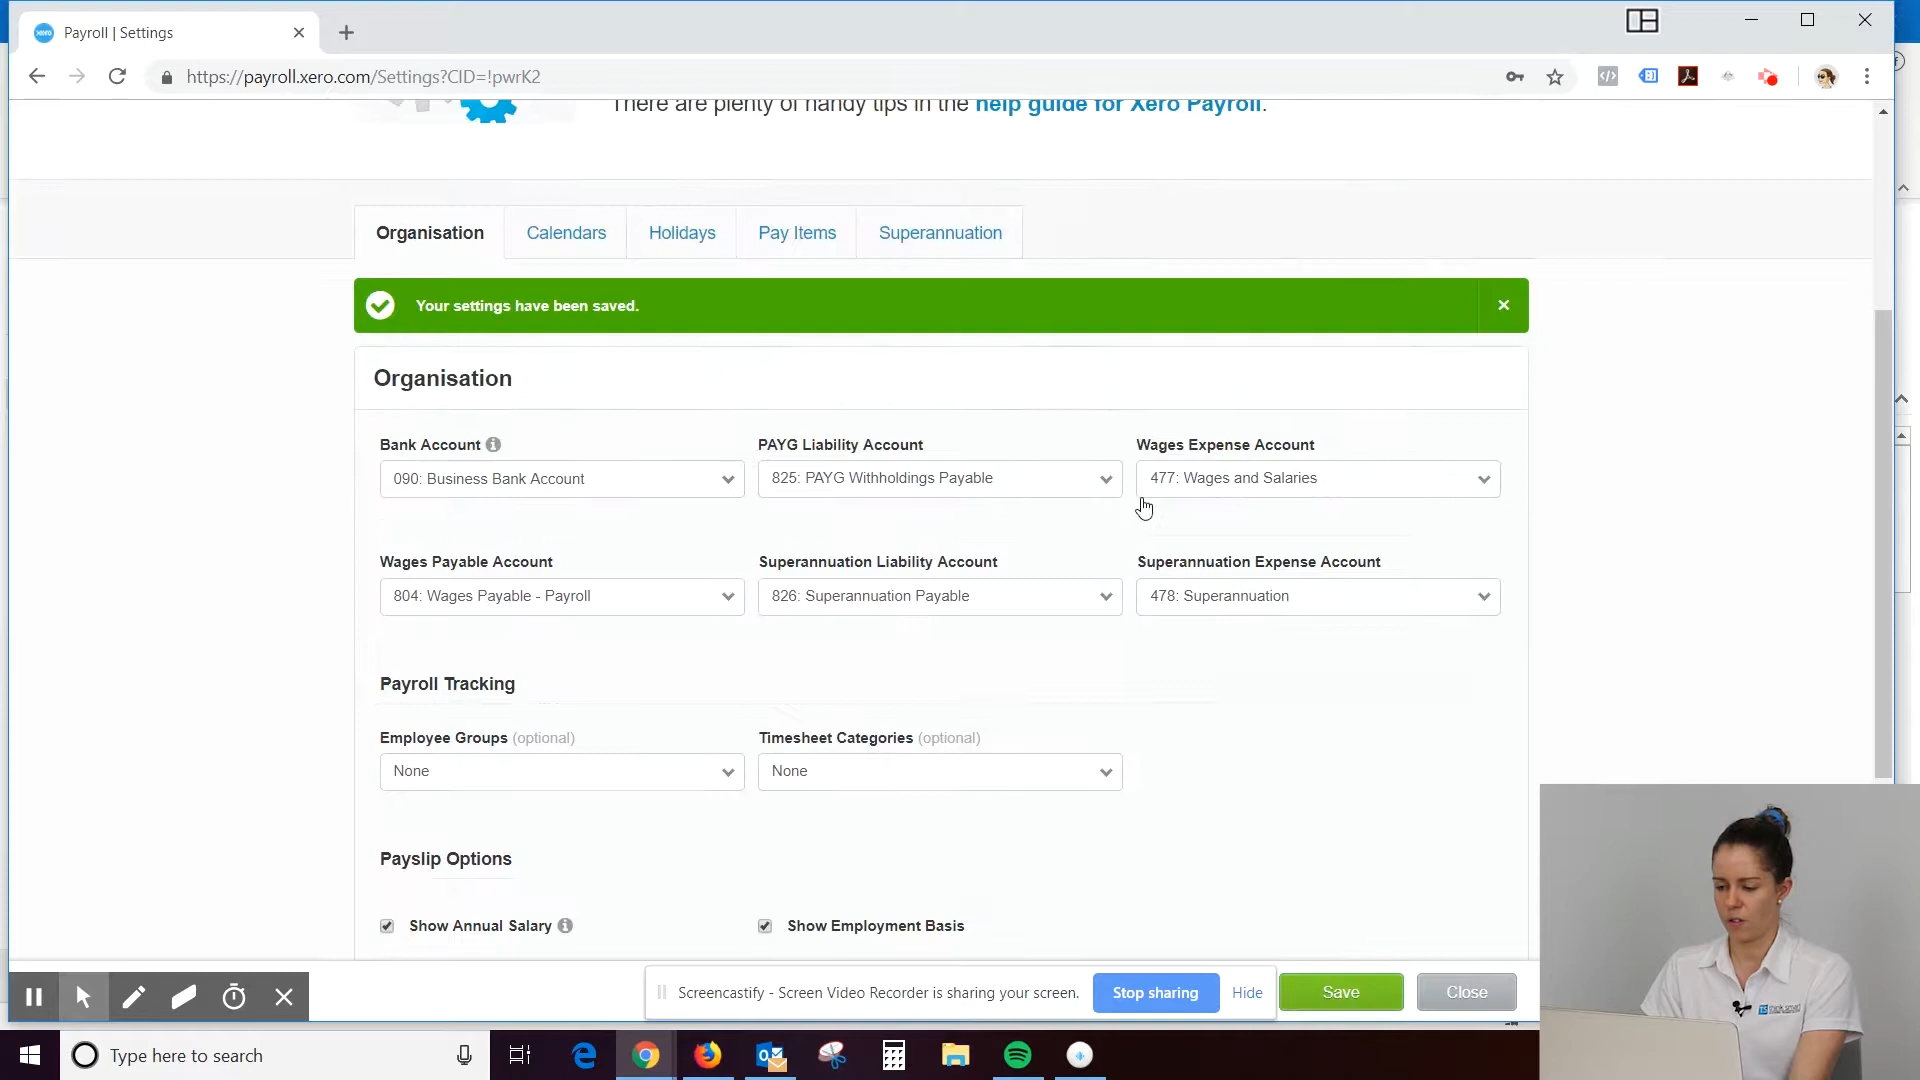 Payroll | Settings
https://payroll.xero.com/Settings?CID=!pwrK2
There are plenty of handy tips in the help guide for Xero Payroll.
Organisation
Calendars
Holidays
Pay Items
Superannuation
Your settings have been saved.
Organisation
Bank Account
PAYG Liability Account
Wages Expense Account
090: Business Bank Account
825: PAYG Withholdings Payable
477: Wages and Salaries
Wages Payable Account
Superannuation Liability Account
Superannuation Expense Account
804: Wages Payable - Payroll
826: Superannuation Payable
478: Superannuation
Payroll Tracking
Employee Groups (optional)
Timesheet Categories (optional)
None
None
Payslip Options
Show Annual Salary
Show Employment Basis
Screencastify - Screen Video Recorder is sharing your screen.
Stop sharing
Hide
Save
Close
Type here to search